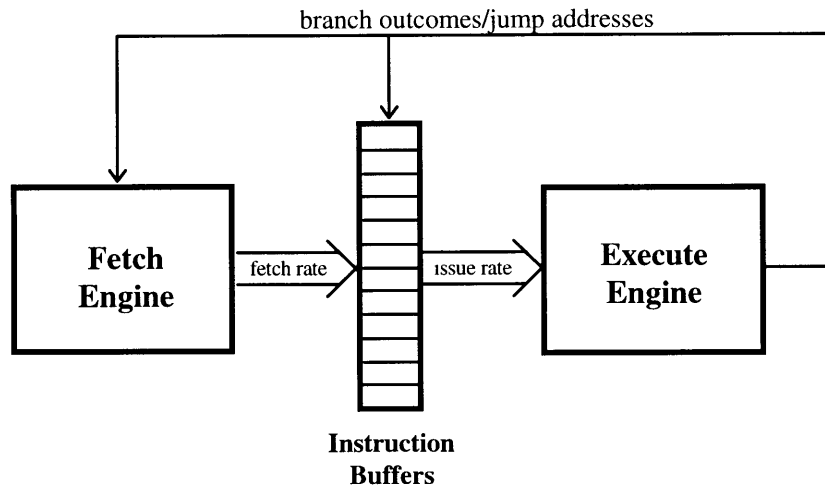 branch outcomes/jump addresses
Fetch
Engine
fetch rate
issue rate
Execute
Engine
Instruction
Buffers